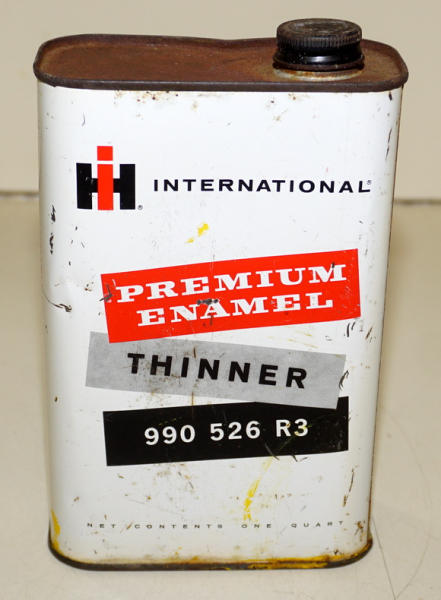 IH® INTERNATIONAL®
PREMIUM
ENAMEL
THINNER
990 526 R3
NET CONTENTS ONE QUART